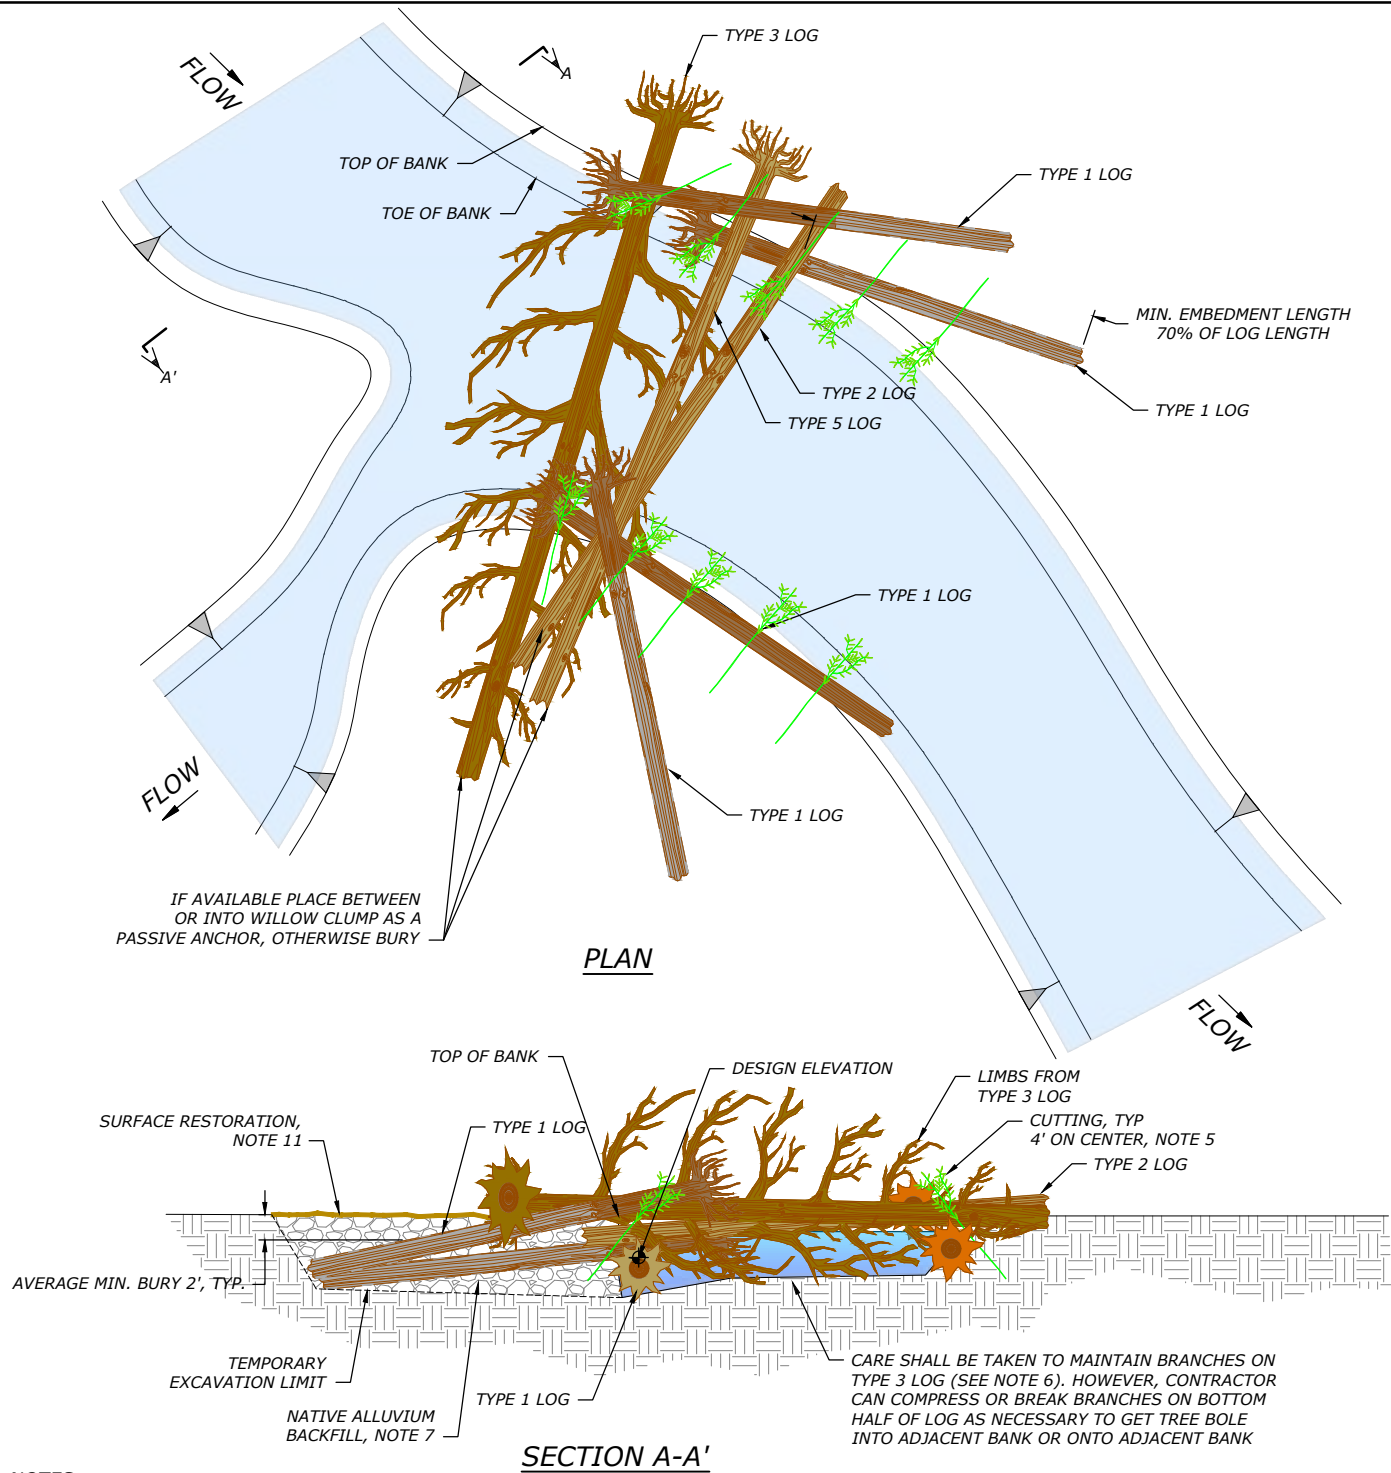 TYPE 3 LOG
FLOW
A
TOP OF BANK
TYPE 1 LOG
TOE OF BANK
MIN. EMBEDMENT LENGTH
70% OF LOG LENGTH
A'
TYPE 2 LOG
TYPE 1 LOG
TYPE 5 LOG
TYPE 1 LOG
FLOW
TYPE 1 LOG
IF AVAILABLE PLACE BETWEEN
OR INTO WILLOW CLUMP AS A
PASSIVE ANCHOR, OTHERWISE BURY
PLAN
FLOW
TOP OF BANK
DESIGN ELEVATION
LIMBS FROM
TYPE 3 LOG
SURFACE RESTORATION,
NOTE 11
TYPE 1 LOG
CUTTING, TYP
4' ON CENTER, NOTE 5
TYPE 2 LOG
AVERAGE MIN. BURY 2', TYP.
TEMPORARY
EXCAVATION LIMIT
TYPE 1 LOG
NATIVE ALLUVIUM
BACKFILL, NOTE 7
CARE SHALL BE TAKEN TO MAINTAIN BRANCHES ON
TYPE 3 LOG (SEE NOTE 6). HOWEVER, CONTRACTOR
CAN COMPRESS OR BREAK BRANCHES ON BOTTOM
HALF OF LOG AS NECESSARY TO GET TREE BOLE
INTO ADJACENT BANK OR ONTO ADJACENT BANK
SECTION A-A'